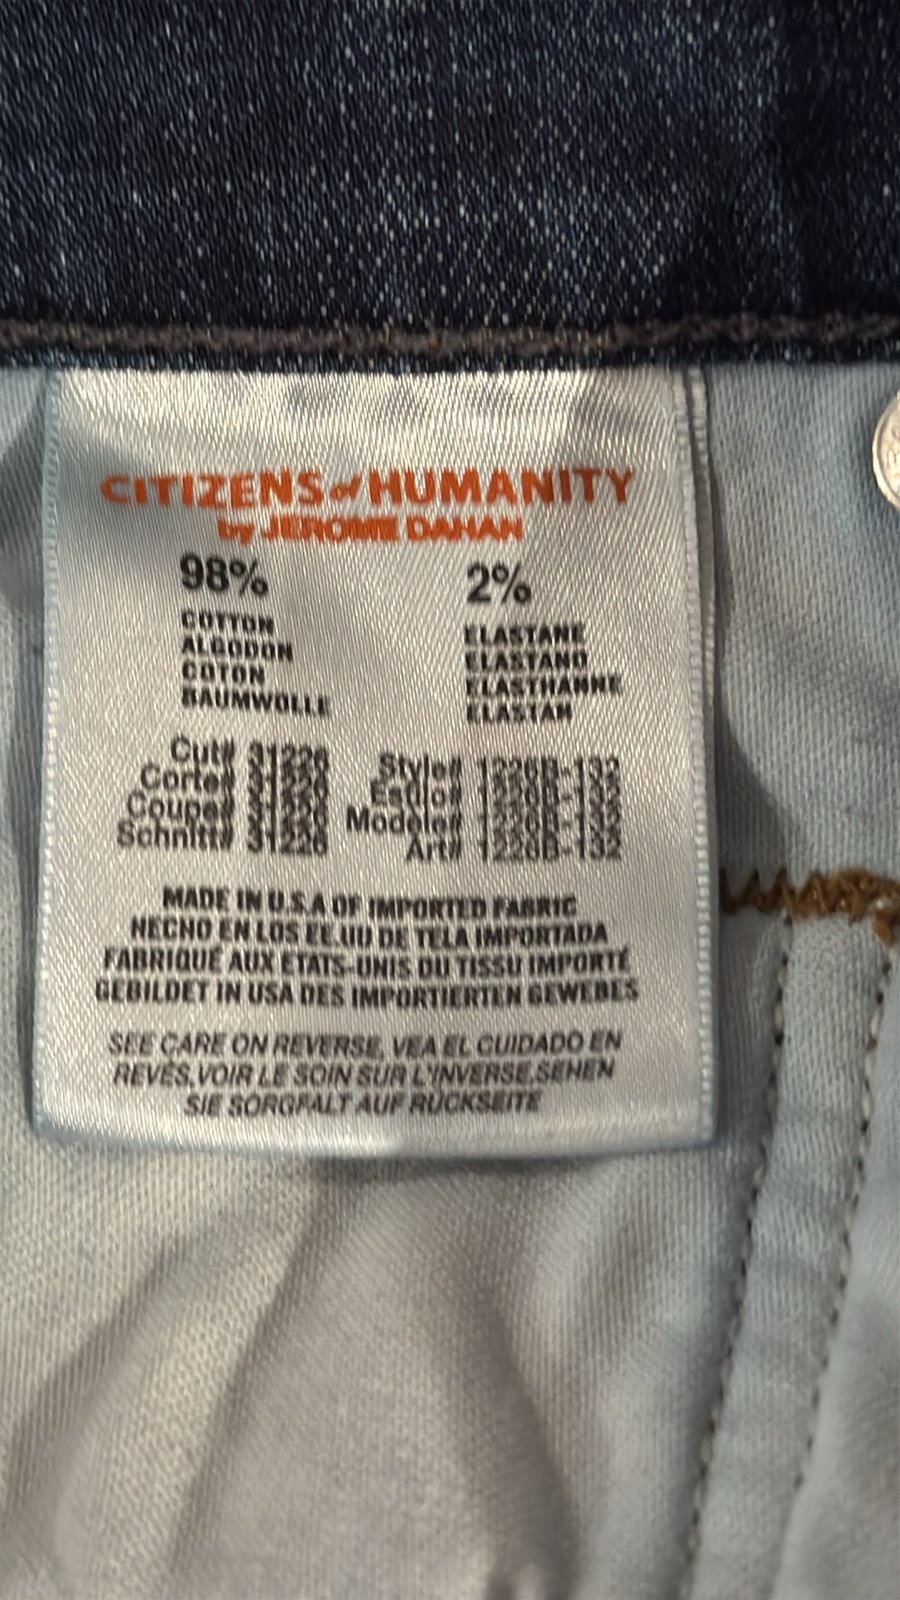 CITIZENS of HUMANITY
by JEROME DAHAN
98%
COTTON
ALGODON
COTON
BAUMWOLLE
2%
ELASTANE
ELASTANO
ELASTHANNE
ELASTAN
Cut# 31226
Corte# 31226
Coupe# 31226
Schnitt# 31226
Style# 1226B-132
Estilo# 1226B-132
Modele# 1226B-132
Art# 1226B-132
MADE IN U.S.A OF IMPORTED FABRIC
HECHO EN LOS EE.UU DE TELA IMPORTADA
FABRIQUÉ AUX ETATS-UNIS DU TISSU IMPORTÉ
GEBILDET IN USA DES IMPORTIERTEN GEWEBES
SEE CARE ON REVERSE, VEA EL CUIDADO EN
REVÉS,VOIR LE SOIN SUR L'INVERSE,SEHEN
SIE SORGFALT AUF RÜCKSEITE